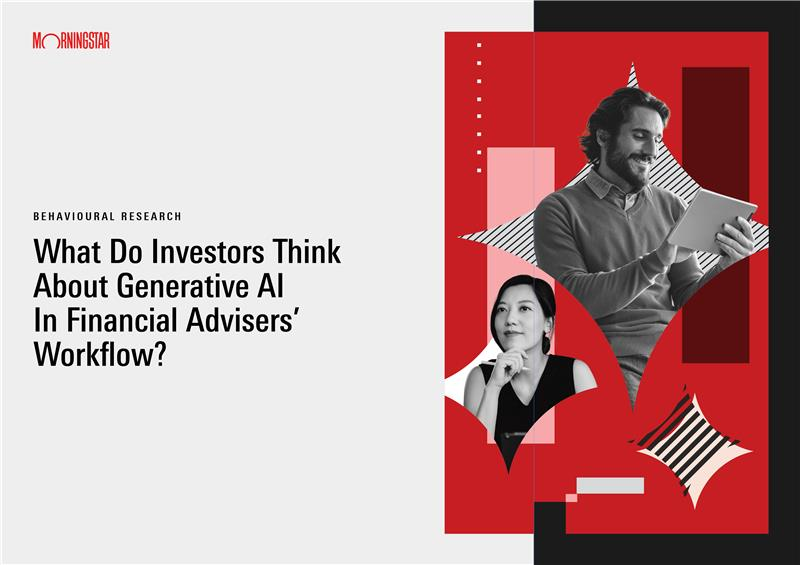 MORNINGSTAR
BEHAVIOURAL RESEARCH
What Do Investors Think
About Generative AI
In Financial Advisers’
Workflow?